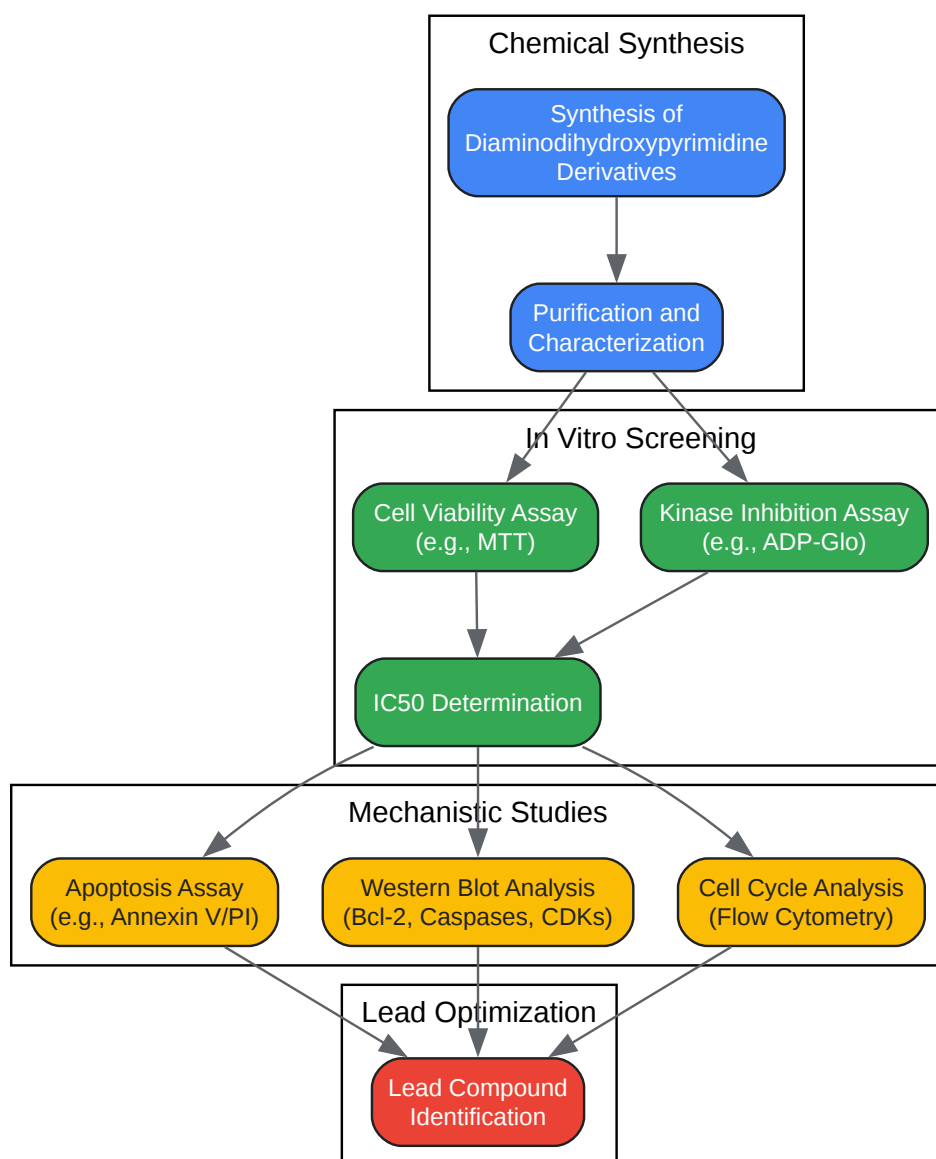 Chemical Synthesis
Synthesis of
Diaminodihydroxypyrimidine
Derivatives
Purification and
Characterization
In Vitro Screening
Cell Viability Assay
(e.g., MTT)
Kinase Inhibition Assay
(e.g., ADP-Glo)
IC50 Determination
Mechanistic Studies
Apoptosis Assay
(e.g., Annexin V/PI)
Western Blot Analysis
(Bcl-2, Caspases, CDKs)
Cell Cycle Analysis
(Flow Cytometry)
Lead Optimization
Lead Compound
Identification